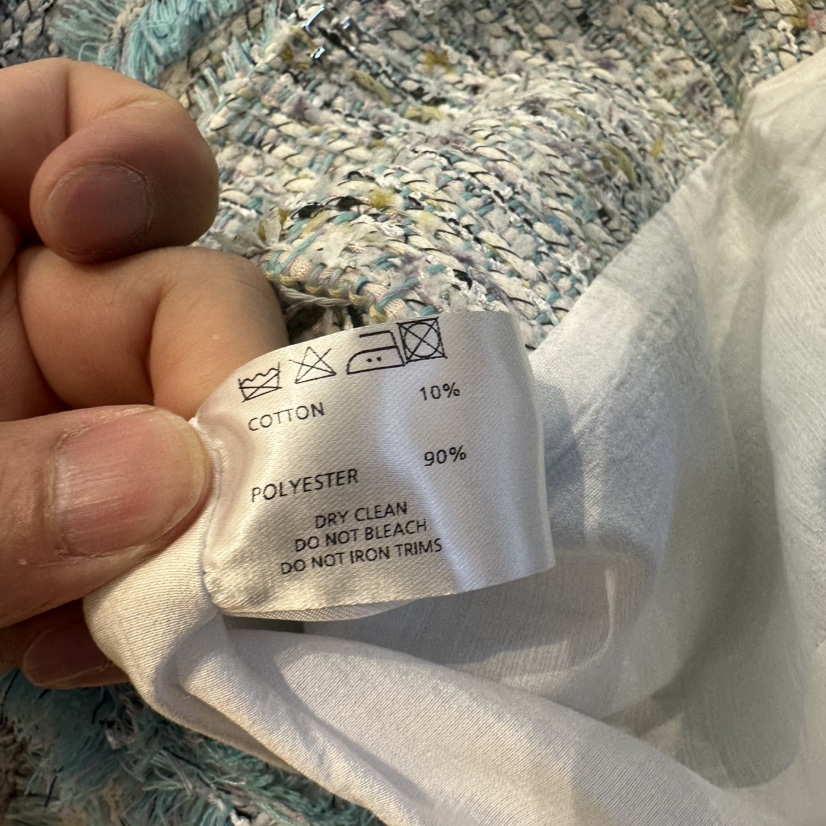 COTTON 10%
POLYESTER 90%
DRY CLEAN
DO NOT BLEACH
DO NOT IRON TRIMS